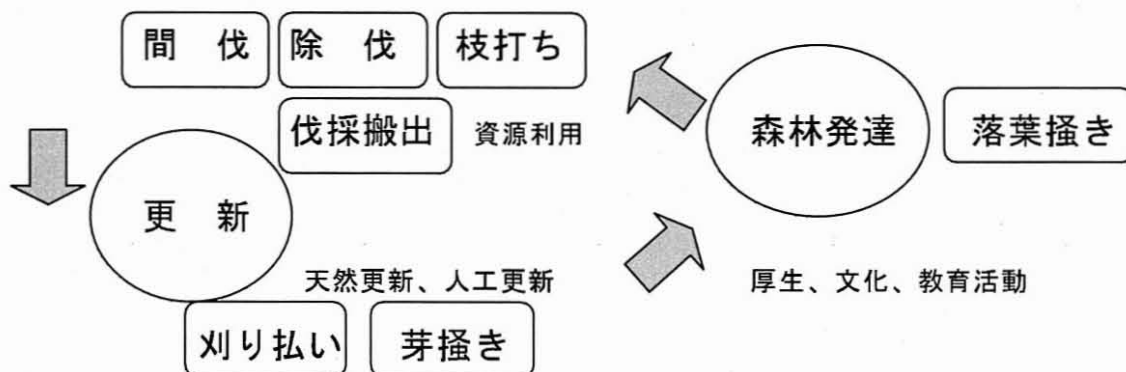 間　伐
除　伐
枝打ち
伐採搬出
資源利用
森林発達
落葉掻き
更　新
天然更新、人工更新
厚生、文化、教育活動
刈り払い
芽掻き